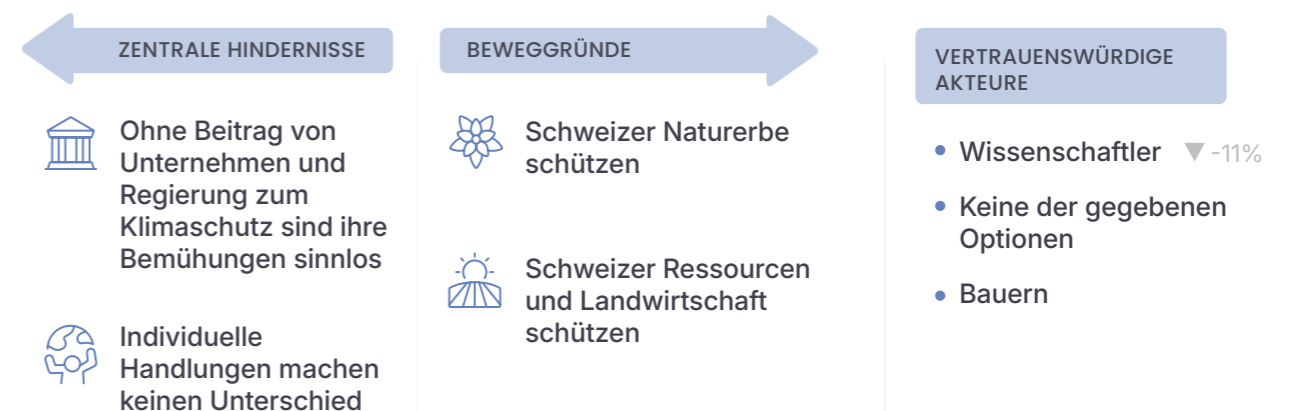 ZENTRALE HINDERNISSE
Ohne Beitrag von
Unternehmen und
Regierung zum
Klimaschutz sind ihre
Bemühungen sinnlos
Individuelle
Handlungen machen
keinen Unterschied
BEWEGGRÜNDE
Schweizer Naturerbe
schützen
Schweizer Ressourcen
und Landwirtschaft
schützen
VERTRAUENSWÜRDIGE
AKTEURE
• Wissenschaftler ▼ -11%
• Keine der gegebenen
Optionen
• Bauern